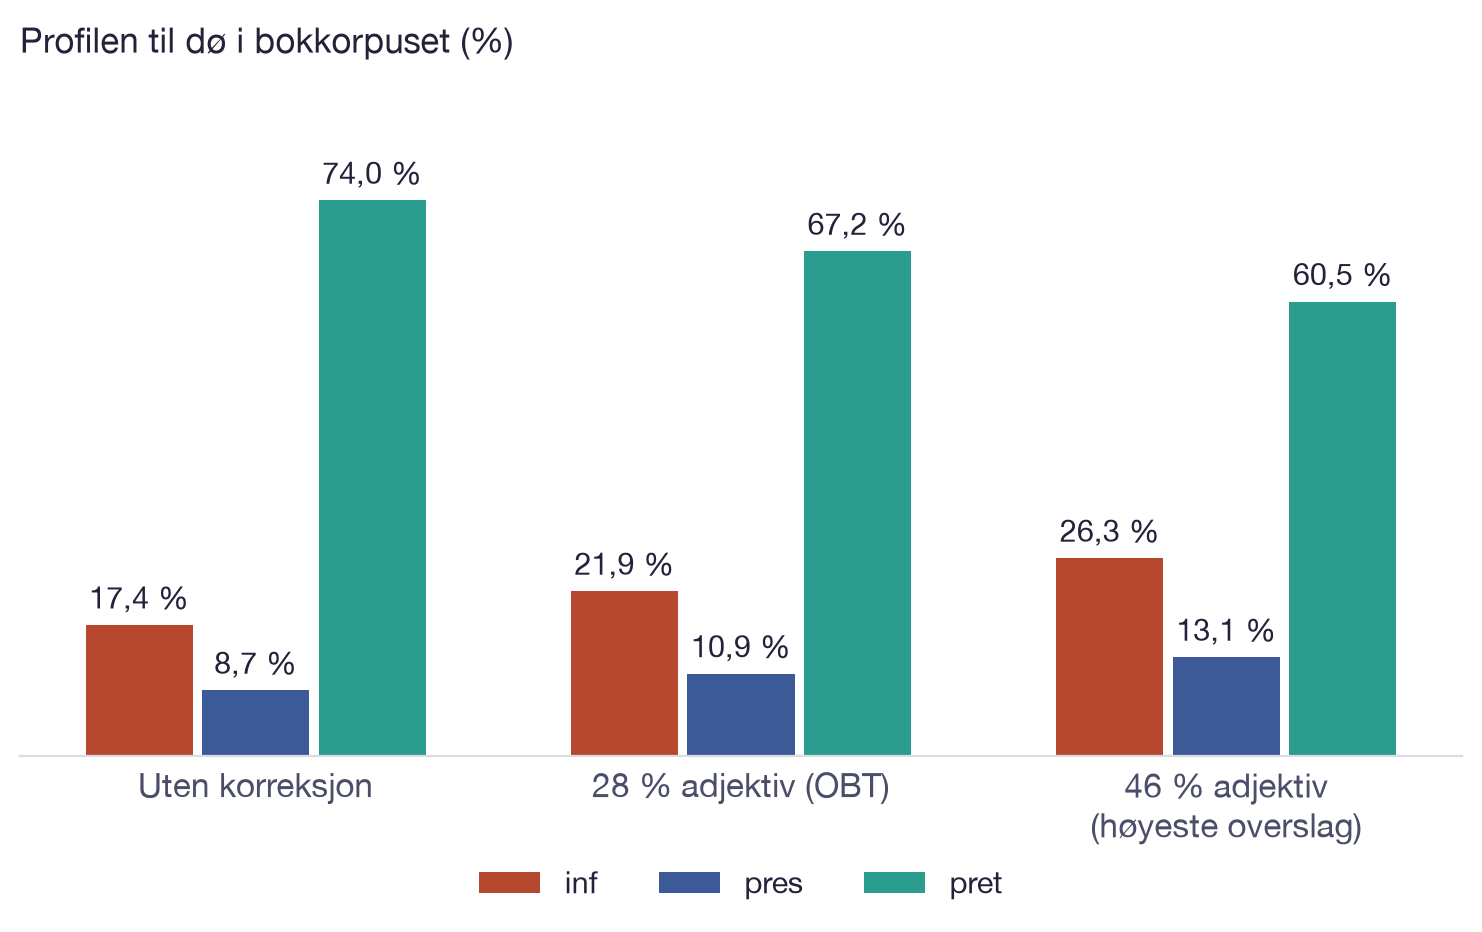 Profilen til dø i bokkorpuset (%)
74,0 %
67,2 %
60,5 %
17,4 %
8,7 %
21,9 %
10,9 %
26,3 %
13,1 %
Uten korreksjon
28 % adjektiv (OBT)
46 % adjektiv
(høyeste overslag)
inf
pres
pret